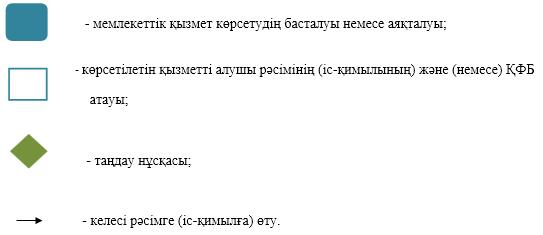 - мемлекеттік қызмет көрсетудің басталуы немесе аяқталуы;
- көрсетілетін қызметті алушы рәсімінің (іс-қимылының) және (немесе) ҚФБ
атауы;
- таңдау нұсқасы;
- келесі рәсімге (іс-қимылға) өту.